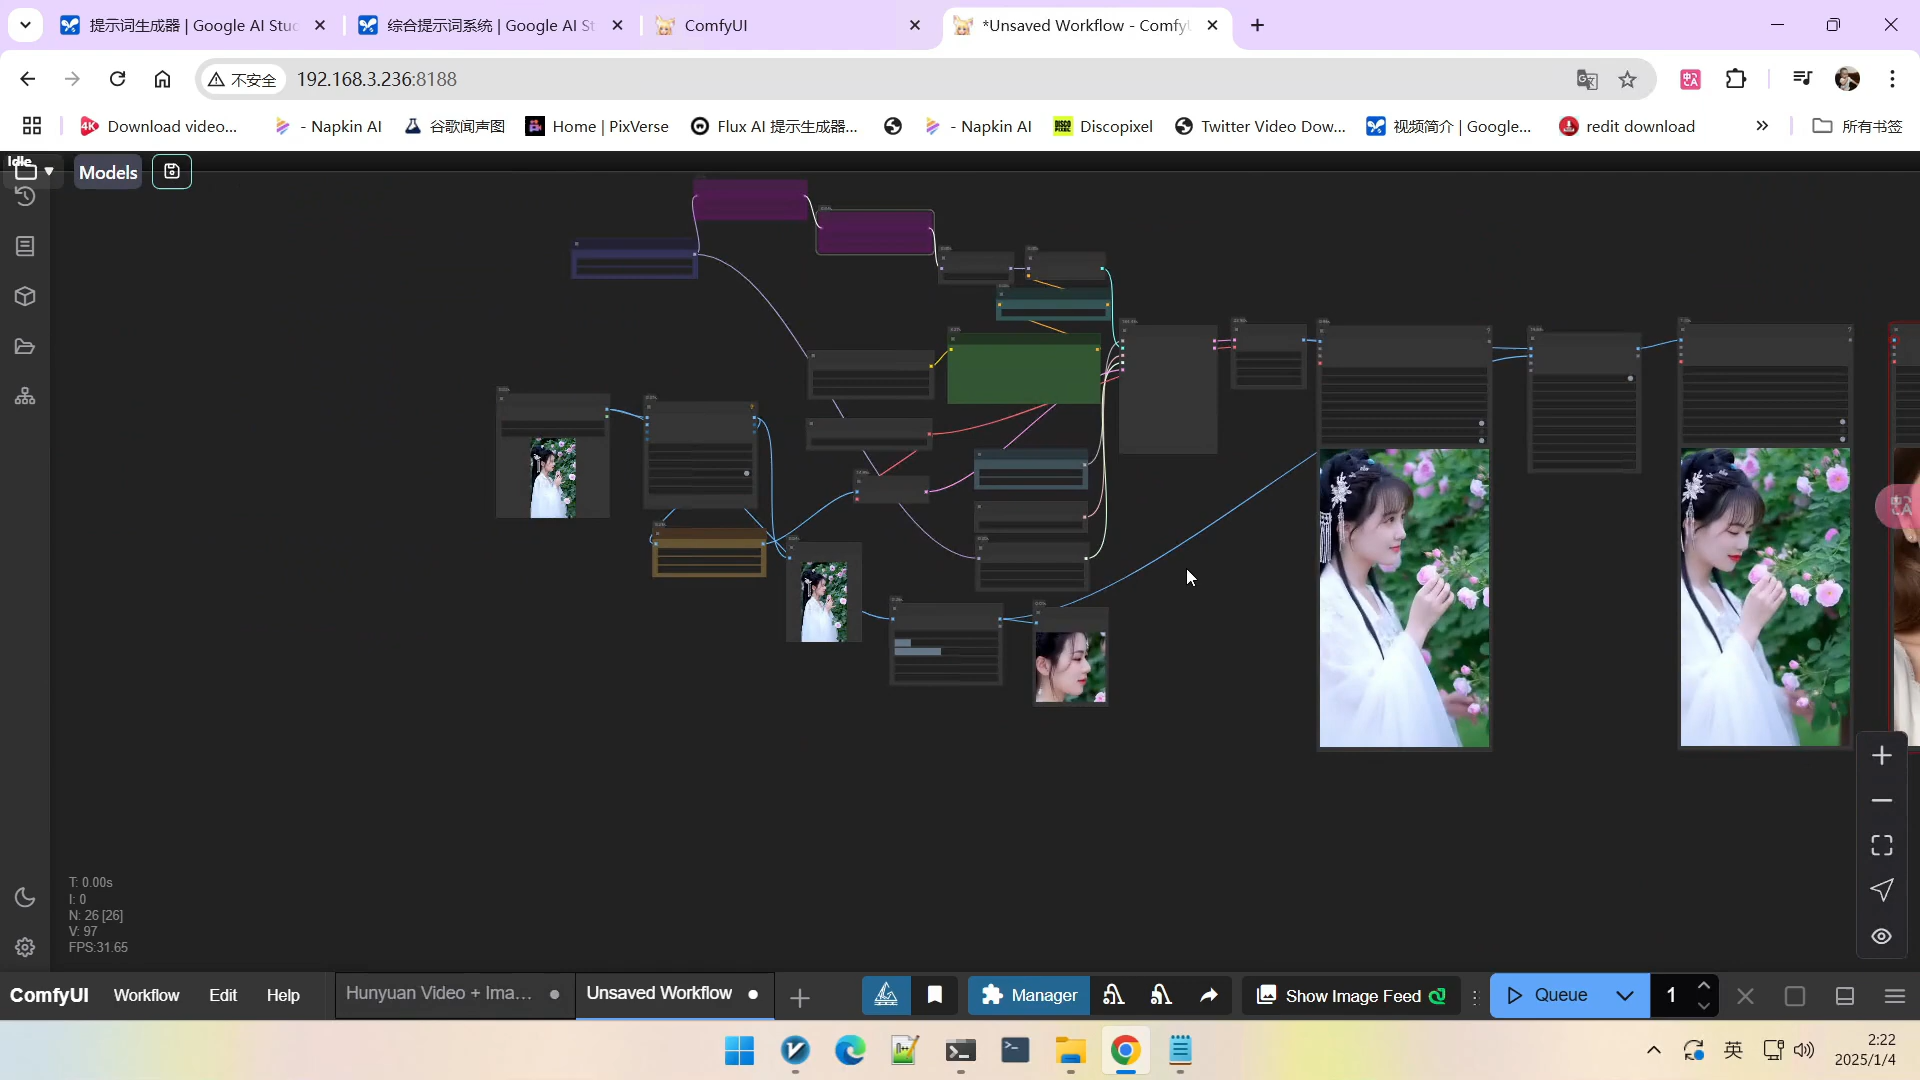 提示词生成器 | Google AI Stu
综合提示词系统 | Google AI St
ComfyUI
*Unsaved Workflow - ComfyU
不安全
192.168.3.236:8188
Download video...
- Napkin AI
谷歌闻声图
Home | PixVerse
Flux AI 提示生成器...
- Napkin AI
Discopixel
Twitter Video Dow...
视频简介 | Google...
redit download
所有书签
Idle
Models
T: 0.00s
I: 0
N: 26 [26]
V: 97
FPS:31.65
ComfyUI
Workflow
Edit
Help
Hunyuan Video + Ima...
Unsaved Workflow
Manager
Show Image Feed
Queue
1
英
2:22
2025/1/4